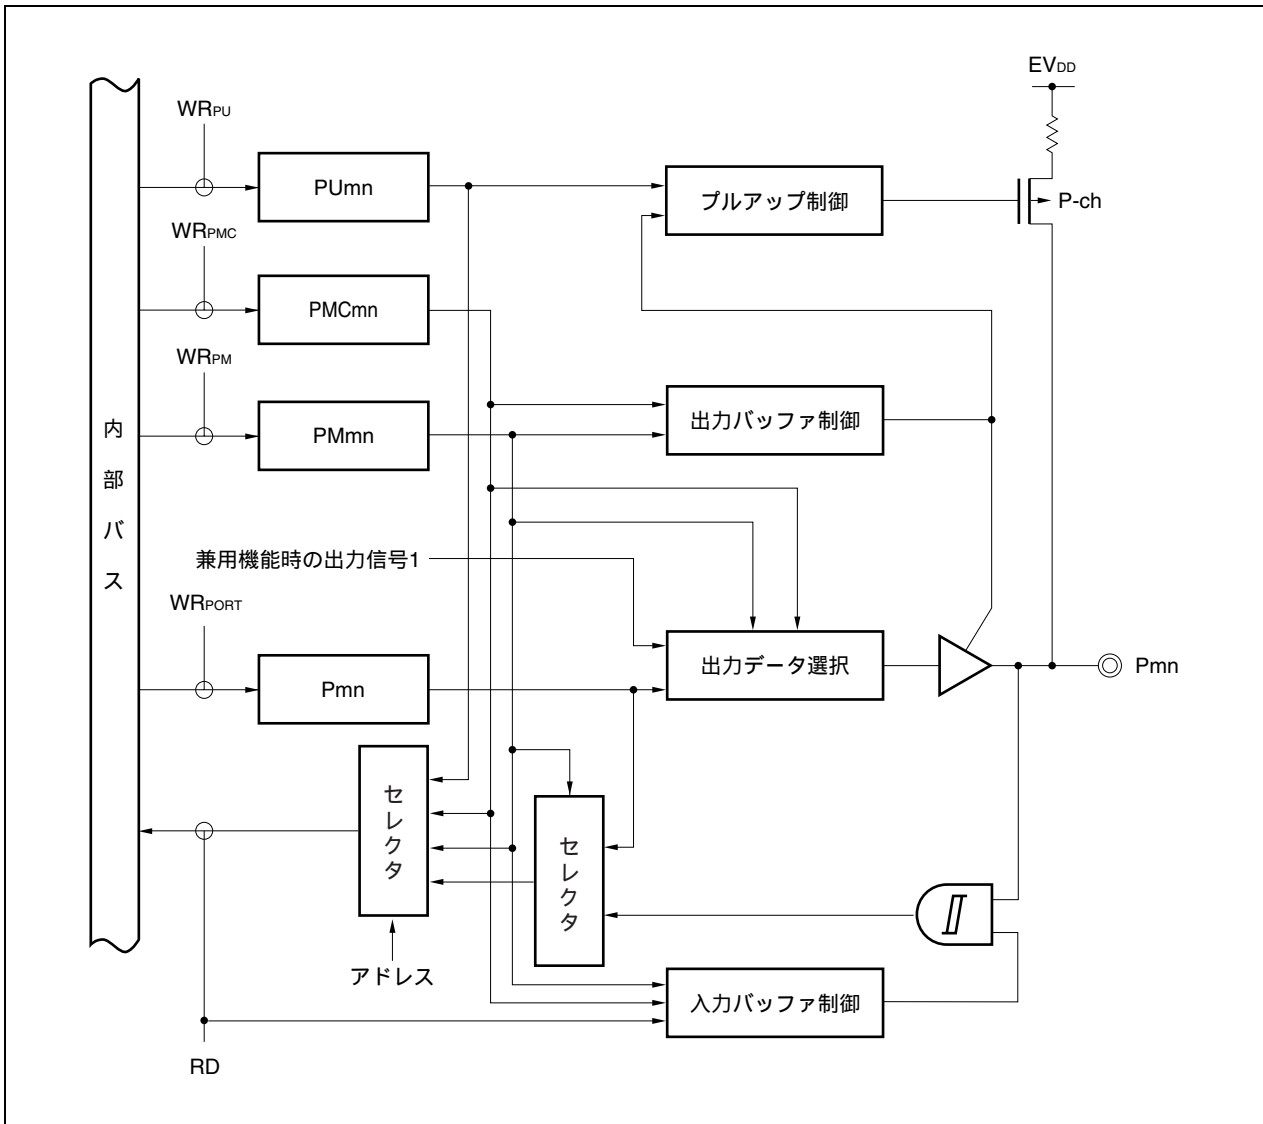 EVDD
WRPU
PUmn
プルアップ制御
P-ch
WRPMC
PMCmn
WRPM
PMmn
出力バッファ制御
内部バス
兼用機能時の出力信号1
WRPORT
Pmn
出力データ選択
Pmn
セレクタ
セレクタ
アドレス
入力バッファ制御
RD